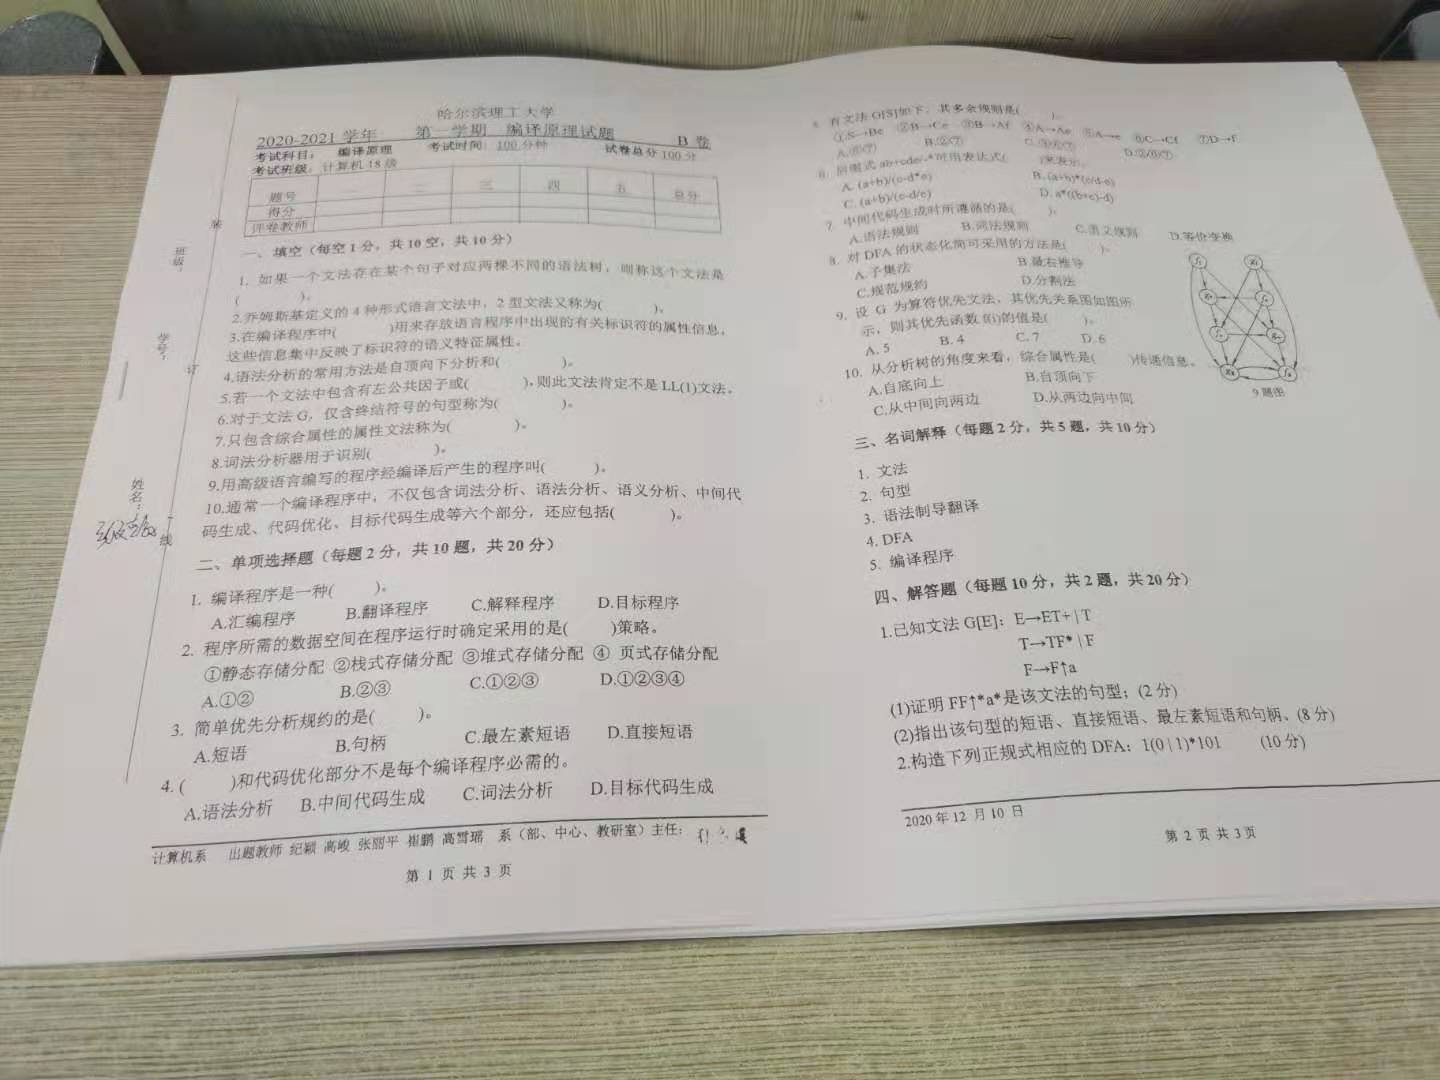 哈尔滨理工大学
2020-2021 学年 第一学期 编译原理试题 B 卷
考试科目: 编译原理 考试时间: 100 分钟 试卷总分 100 分
考试班级: 计算机 18 级
题号 一 二 三 四 五 总分
得分
评卷教师
装
班级:
学号:
订
姓名:
线
一、填空(每空 1 分,共 10 空,共 10 分)
1. 如果一个文法存在某个句子对应两棵不同的语法树,则称这个文法是
( )。
2.乔姆斯基定义的 4 种形式语言文法中,2 型文法又称为( )。
3.在编译程序中( )用来存放语言程序中出现的有关标识符的属性信息,
这些信息集中反映了标识符的语义特征属性。
4.语法分析的常用方法是自顶向下分析和( )。
5.若一个文法中包含有左公共因子或( ),则此文法肯定不是 LL(1)文法。
6.对于文法 G,仅含终结符号的句型称为( )。
7.只包含综合属性的属性文法称为( )。
8.词法分析器用于识别( )。
9.用高级语言编写的程序经编译后产生的程序叫( )。
10.通常一个编译程序中,不仅包含词法分析、语法分析、语义分析、中间代
码生成、代码优化、目标代码生成等六个部分,还应包括( )。
二、单项选择题(每题 2 分,共 10 题,共 20 分)
1. 编译程序是一种( )。
A.汇编程序 B.翻译程序 C.解释程序 D.目标程序
2. 程序所需的数据空间在程序运行时确定采用的是( )策略。
①静态存储分配 ②栈式存储分配 ③堆式存储分配 ④ 页式存储分配
A.①② B.②③ C.①②③ D.①②③④
3. 简单优先分析规约的是( )。
A.短语 B.句柄 C.最左素短语 D.直接短语
4. ( )和代码优化部分不是每个编译程序必需的。
A.语法分析 B.中间代码生成 C.词法分析 D.目标代码生成
计算机系 出题教师 纪颖 高峻 张丽平 崔鹏 高雪瑶 系(部、中心、教研室)主任:
第 1 页 共 3 页
5. 有文法 G[S]如下,其多余规则是( )。
①S→Be ②B→Ce ③B→Af ④A→Ae ⑤A→e ⑥C→Cf ⑦D→F
A.⑥⑦ B.②⑦ C.③⑥⑦ D.②⑥⑦
6. 后缀式 ab+cde/-*可用表达式( )来表示。
A. (a+b)/(c-d*e) B. (a+b)*(c/d-e)
C. (a+b)/(c-d/e) D. a*((b+c)-d)
7. 中间代码生成时所遵循的是( )。
A.语法规则 B.词法规则 C.语义规则 D.等价变换
8. 对 DFA 的状态化简可采用的方法是( )。
A.子集法 B.最右推导
C.规范规约 D.分割法
9. 设 G 为算符优先文法,其优先关系图如图所
示,则其优先函数 f(i)的值是( )。
A. 5 B. 4 C. 7 D. 6
9 题图
10. 从分析树的角度来看,综合属性是( )传递信息。
A.自底向上 B.自顶向下
C.从中间向两边 D.从两边向中间
三、名词解释(每题 2 分,共 5 题,共 10 分)
1. 文法
2. 句型
3. 语法制导翻译
4. DFA
5. 编译程序
四、解答题(每题 10 分,共 2 题,共 20 分)
1.已知文法 G[E]: E→ET+ | T
T→TF* | F
F→F↑a
(1)证明 FF↑*a*是该文法的句型;(2 分)
(2)指出该句型的短语、直接短语、最左素短语和句柄。(8 分)
2.构造下列正规式相应的 DFA:1(0 | 1)*101 (10 分)
2020 年 12 月 10 日
第 2 页 共 3 页